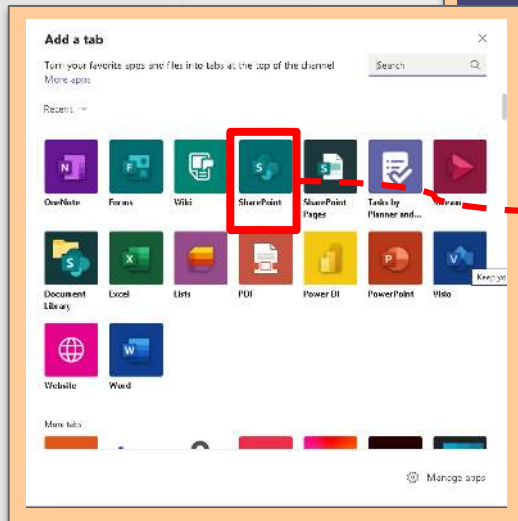 Add a tab
Turn your favorite apps and files into tabs at the top of the channel
More apps
Search
Recent
OneNote
Forms
Wiki
SharePoint
SharePoint
Pages
Tasks by
Planner and...
Stream
Document
Library
Excel
Lists
PDF
Power BI
PowerPoint
Visio
Keep yo
Website
Word
More tabs
Manage apps